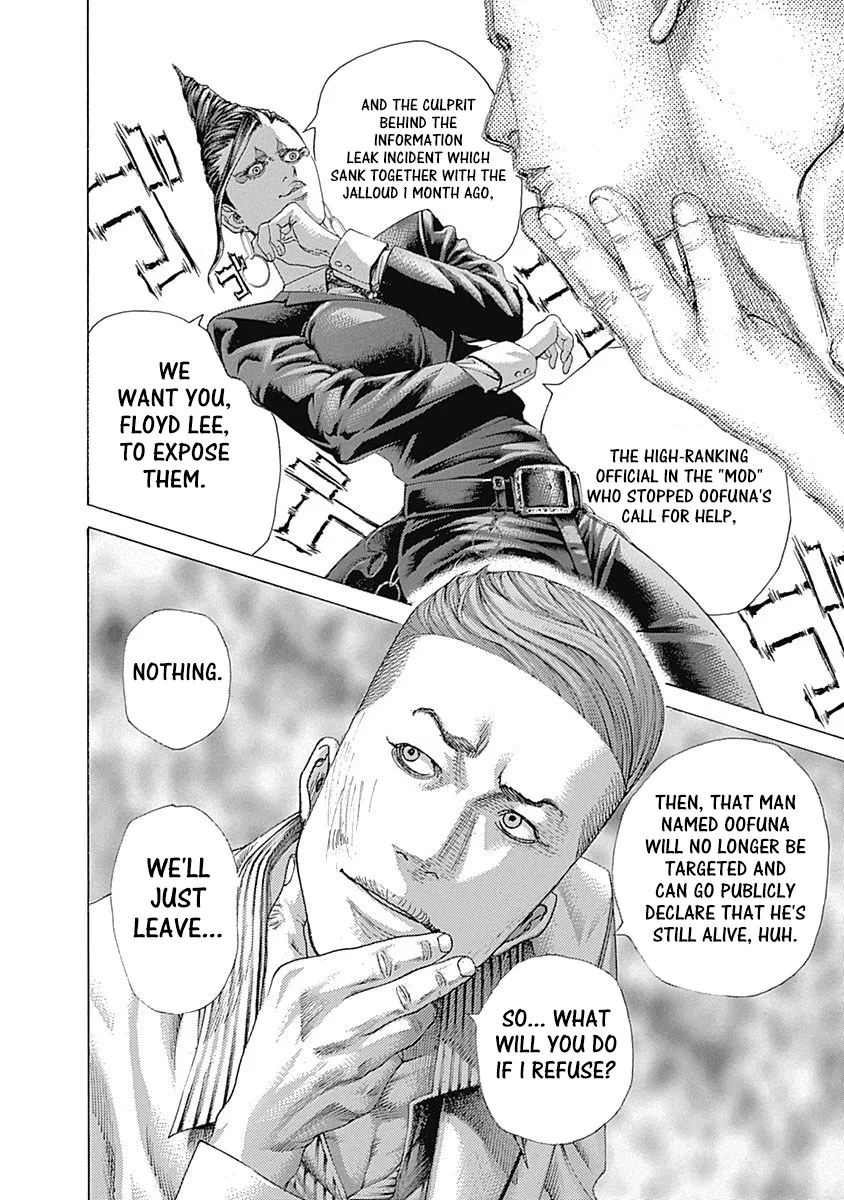 AND THE CULPRIT
BEHIND THE
INFORMATION
LEAK INCIDENT WHICH
SANK TOGETHER WITH THE
JALLOUD 1 MONTH AGO,
THE HIGH-RANKING
OFFICIAL IN THE "MOD"
WHO STOPPED OOFUNA'S
CALL FOR HELP,
WE
WANT YOU,
FLOYD LEE,
TO EXPOSE
THEM.
THEN, THAT MAN
NAMED OOFUNA
WILL NO LONGER BE
TARGETED AND
CAN GO PUBLICLY
DECLARE THAT HE'S
STILL ALIVE, HUH.
SO... WHAT
WILL YOU DO
IF I REFUSE?
NOTHING.
WE'LL
JUST
LEAVE...